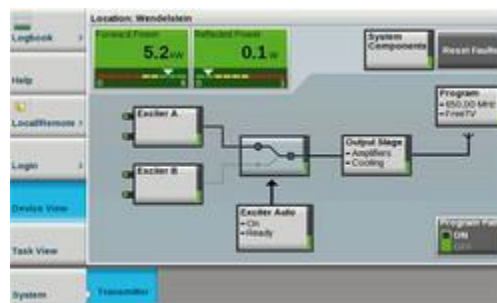 Logbook
Help
Local/Remote
Login
Device View
Task View
System
Location: Wendelstein
Forward Power
5.2 kW
Reflected Power
0.1 W
System
Components
Reset Faults
Program
650.00 MHz
FreeTV
Exciter A
Exciter B
Output Stage
Amplifiers
Cooling
Exciter Auto
On
Ready
ON
OFF
Transmitter